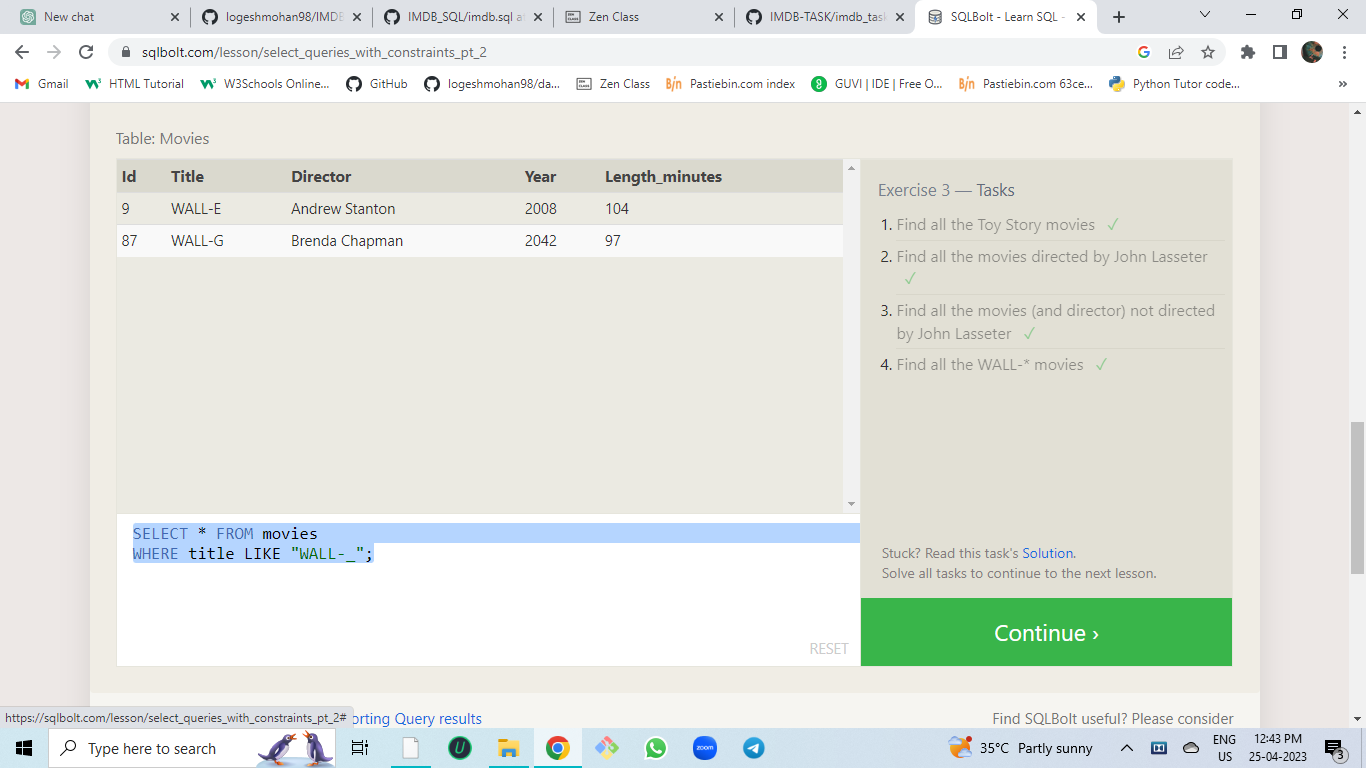 New chat
logeshmohan98/IMDB
IMDB_SQL/imdb.sql at
Zen Class
IMDB-TASK/imdb_task
SQLBolt - Learn SQL -
sqlbolt.com/lesson/select_queries_with_constraints_pt_2
Gmail
HTML Tutorial
W3Schools Online...
GitHub
logeshmohan98/da...
Zen Class
Pastiebin.com index
GUVI | IDE | Free O...
Pastiebin.com 63ce...
Python Tutor code...
»
Table: Movies
Id Title Director Year Length_minutes
9 WALL-E Andrew Stanton 2008 104
87 WALL-G Brenda Chapman 2042 97
Exercise 3 — Tasks
1. Find all the Toy Story movies ✓
2. Find all the movies directed by John Lasseter
✓
3. Find all the movies (and director) not directed
by John Lasseter ✓
4. Find all the WALL-* movies ✓
SELECT * FROM movies
WHERE title LIKE "WALL-_";
RESET
Stuck? Read this task's Solution.
Solve all tasks to continue to the next lesson.
Continue ›
https://sqlbolt.com/lesson/select_queries_with_constraints_pt_2#
orting Query results
Find SQLBolt useful? Please consider
Type here to search
zoom
35°C Partly sunny
ENG
US
12:43 PM
25-04-2023
3